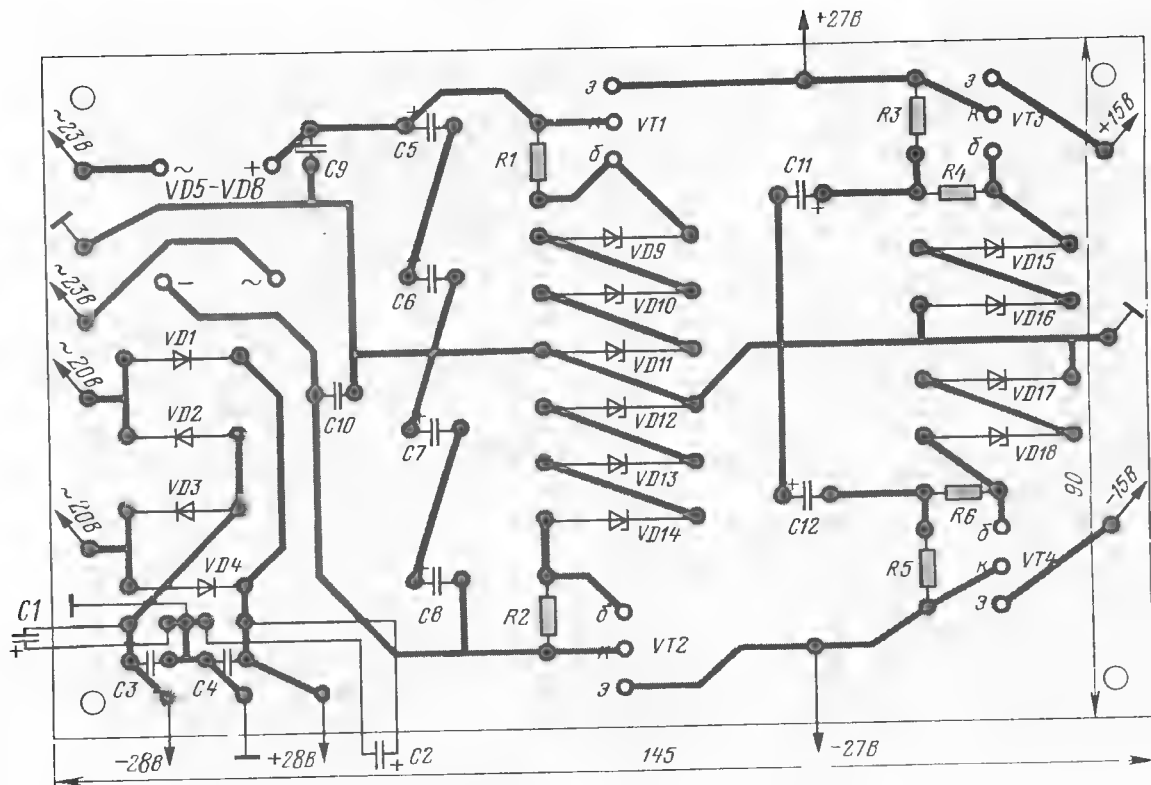 +27В
~23В
~
+
VD5-VD8
C9
+
C5
R1
к
э
VT1
б
R3
э
к
VT3
б
+15В
R4
C11
+
~23В
-
~
C6
VD9
VD10
VD11
VD12
VD13
VD14
VD15
VD16
VD17
VD18
~20В
VD1
VD2
C10
+
C7
~20В
VD3
VD4
+
C12
R6
б
R5
к
VT4
э
-15В
90
C1
+
C3
C4
C8
R2
б
к
VT2
э
-28В
+28В
C2
+
-27В
145